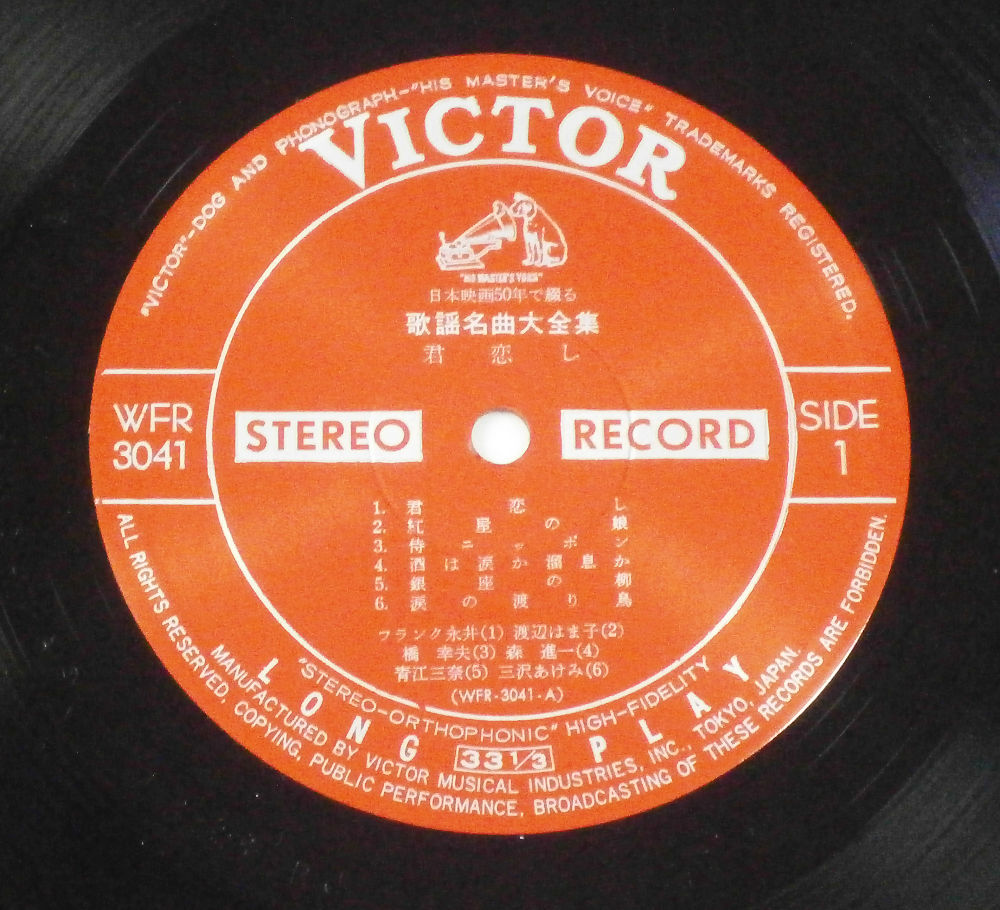 "VICTOR"-DOG AND PHONOGRAPH-"HIS MASTER'S VOICE" TRADEMARKS REGISTERED.
VICTOR
"HIS MASTER'S VOICE"
日本映画50年で綴る
歌謡名曲大全集
君恋し
WFR
3041
STEREO RECORD
SIDE
1
1. 君恋し
2. 紅屋の娘
3. 侍ニッポン
4. 酒は涙か溜息か
5. 銀座の柳
6. 涙の渡り鳥
フランク永井(1) 渡辺はま子(2)
橋 幸夫(3) 森 進一(4)
青江三奈(5) 三沢あけみ(6)
(WFR-3041-A)
"STEREO-ORTHOPHONIC" HIGH-FIDELITY
LONG PLAY
33 1/3
MANUFACTURED BY VICTOR MUSICAL INDUSTRIES, INC., TOKYO, JAPAN.
ALL RIGHTS RESERVED, COPYING, PUBLIC PERFORMANCE, BROADCASTING OF THESE RECORDS ARE FORBIDDEN.